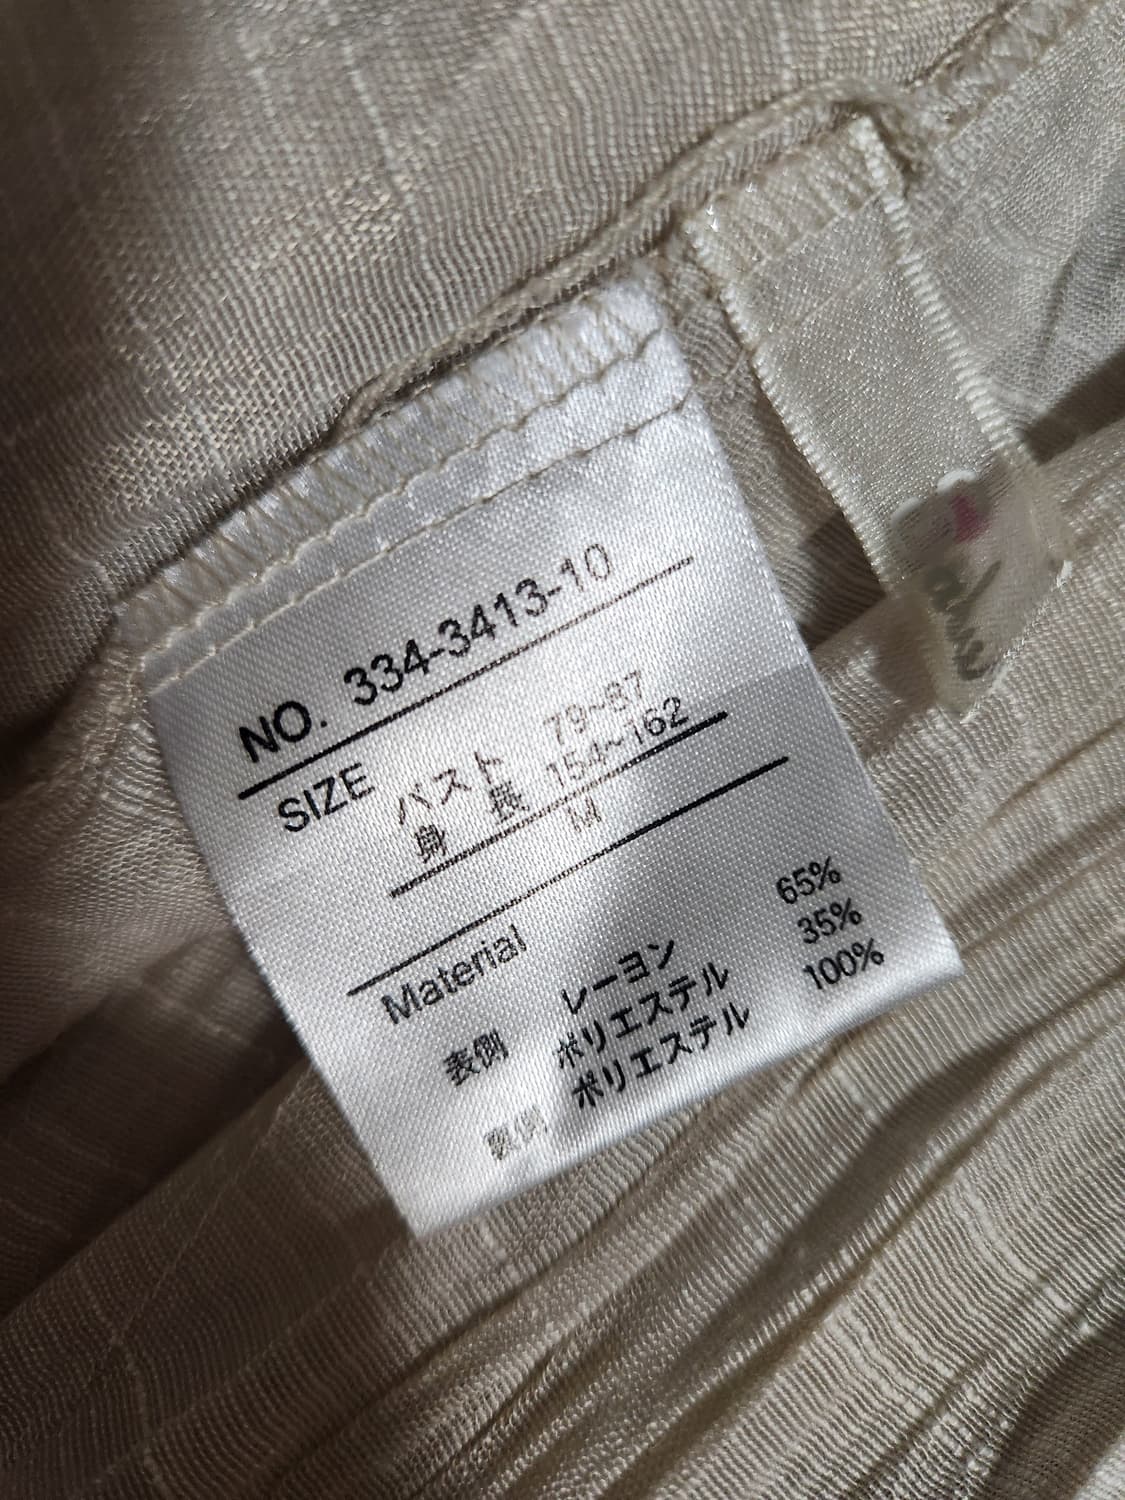 NO. 334-3413-10
SIZE バスト 79~87
身 長 154~162
M
Material
表側 レーヨン 65%
ポリエステル 35%
裏側 ポリエステル 100%